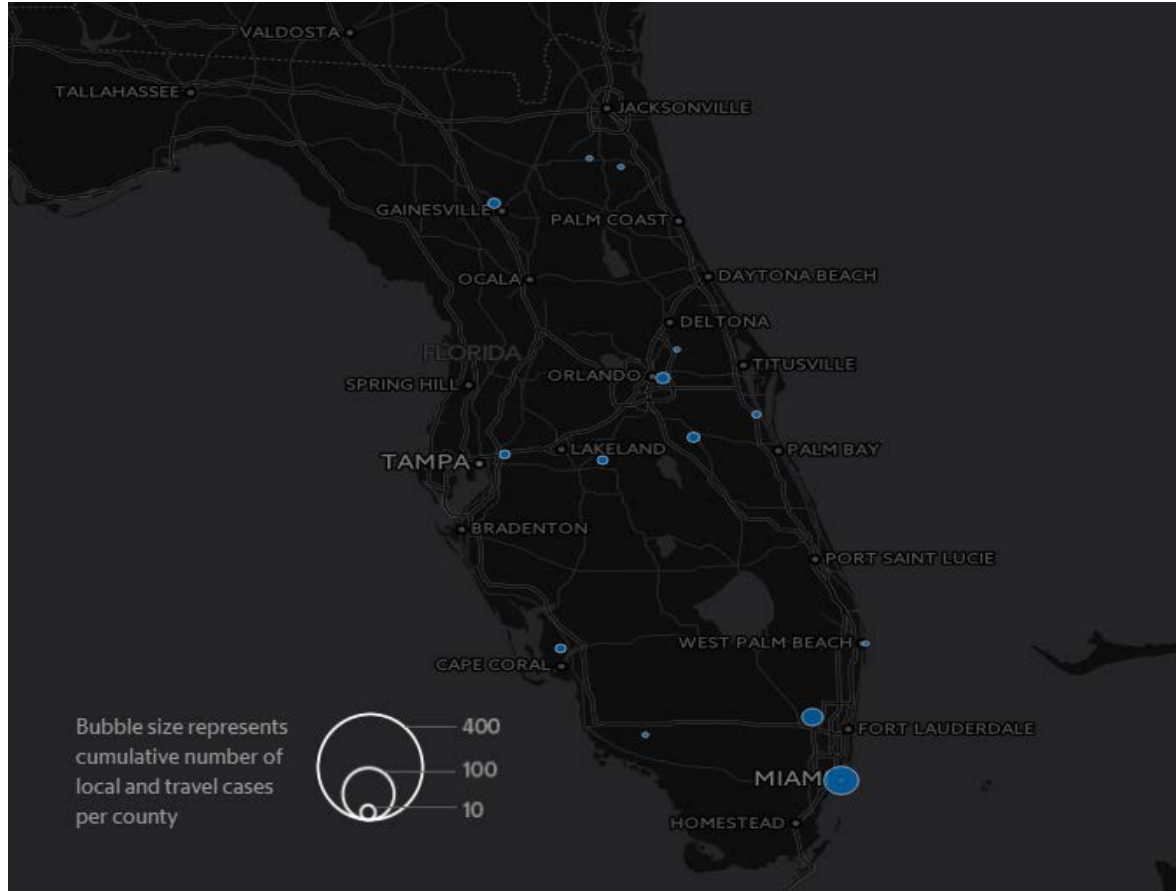 VALDOSTA
TALLAHASSEE
JACKSONVILLE
GAINESVILLE
PALM COAST
OCALA
DAYTONA BEACH
DELTONA
FLORIDA
TITUSVILLE
SPRING HILL
ORLANDO
LAKELAND
PALM BAY
TAMPA
BRADENTON
PORT SAINT LUCIE
WEST PALM BEACH
CAPE CORAL
FORT LAUDERDALE
MIAM
HOMESTEAD
Bubble size represents
cumulative number of
local and travel cases
per county
400
100
10